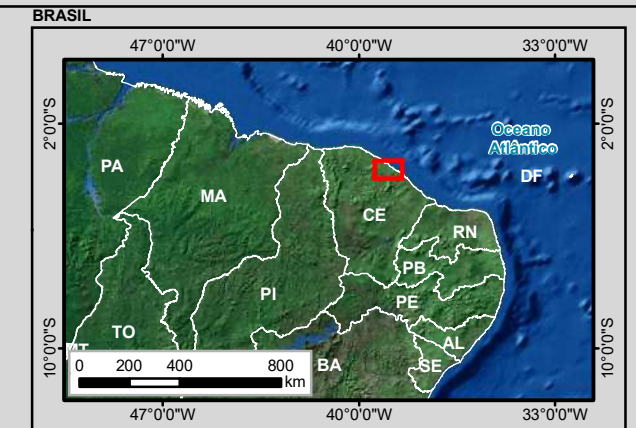 BRASIL
47°0'0"W 40°0'0"W 33°0'0"W
2°0'0"S
2°0'0"S
Oceano
Atlântico
PA
DF
MA
CE
RN
PB
PI
PE
TO
AL
MT
BA
SE
10°0'0"S
10°0'0"S
0 200 400 800
km
47°0'0"W 40°0'0"W 33°0'0"W